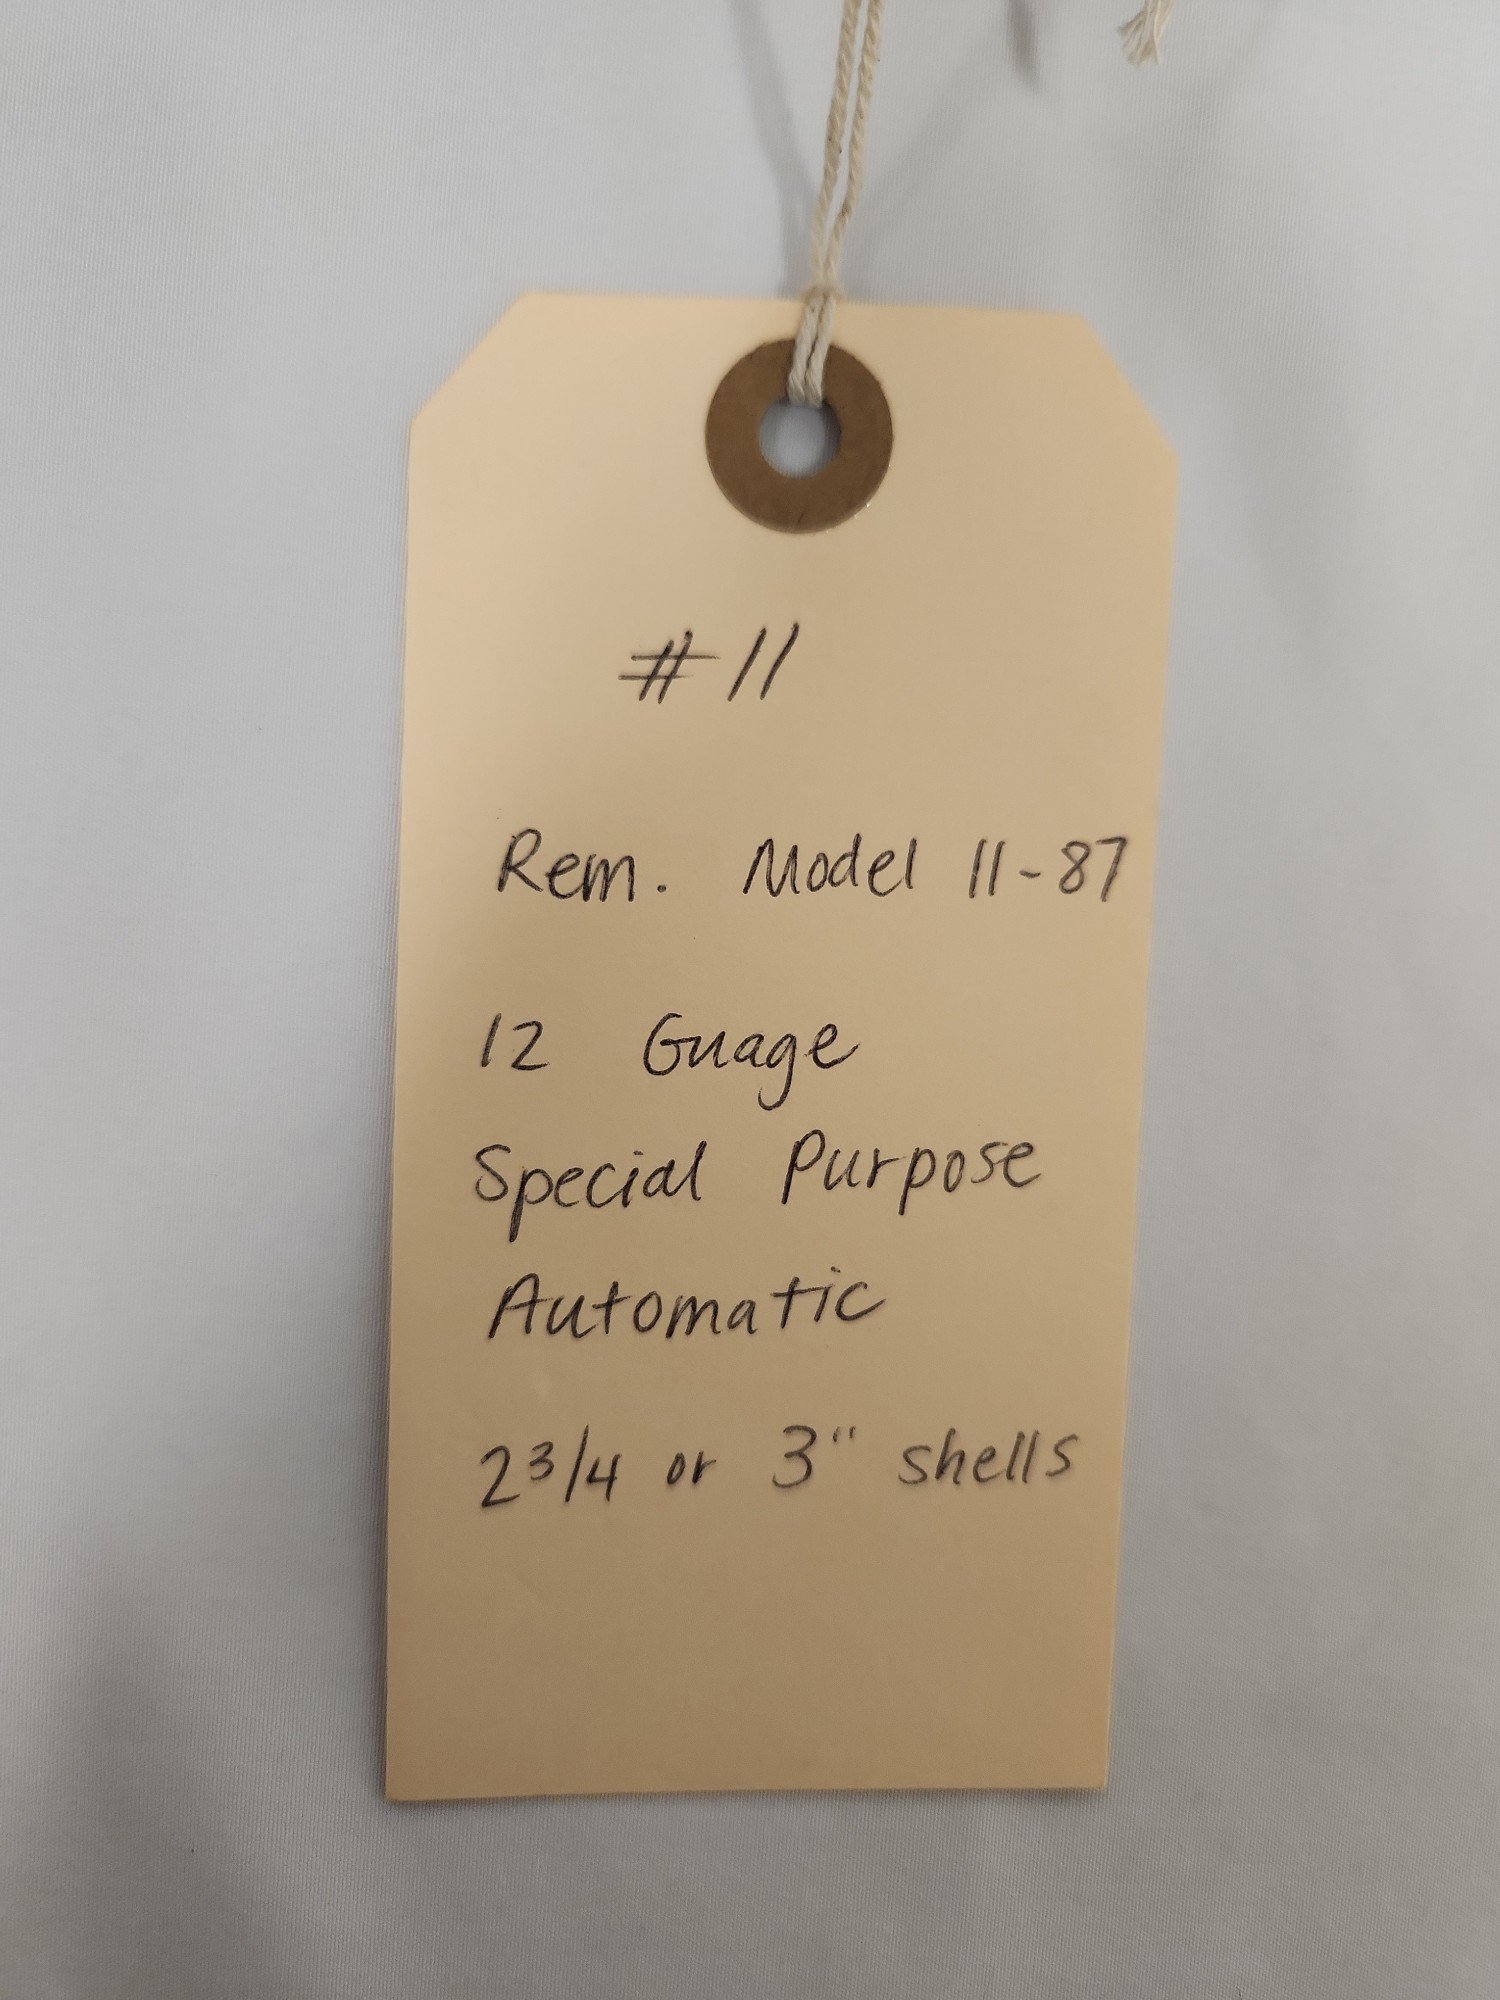 #11
Rem. Model 11-87
12 Guage
Special Purpose
Automatic
2 3/4 or 3" shells